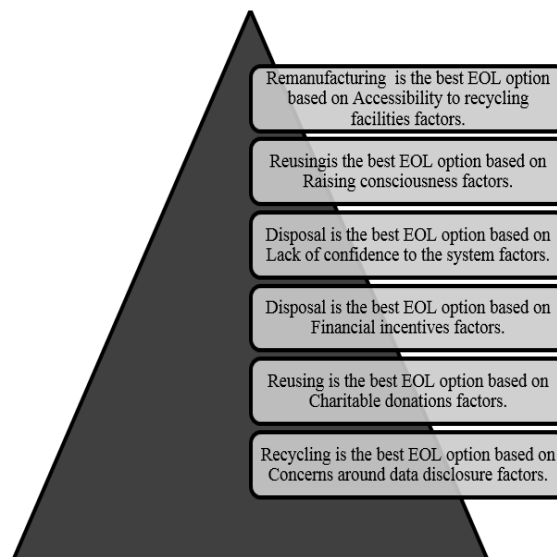 Remanufacturing is the best EOL option
based on Accessibility to recycling
facilities factors.
Reusingis the best EOL option based on
Raising consciousness factors.
Disposal is the best EOL option based on
Lack of confidence to the system factors.
Disposal is the best EOL option based on
Financial incentives factors.
Reusing is the best EOL option based on
Charitable donations factors.
Recycling is the best EOL option based on
Concerns around data disclosure factors.